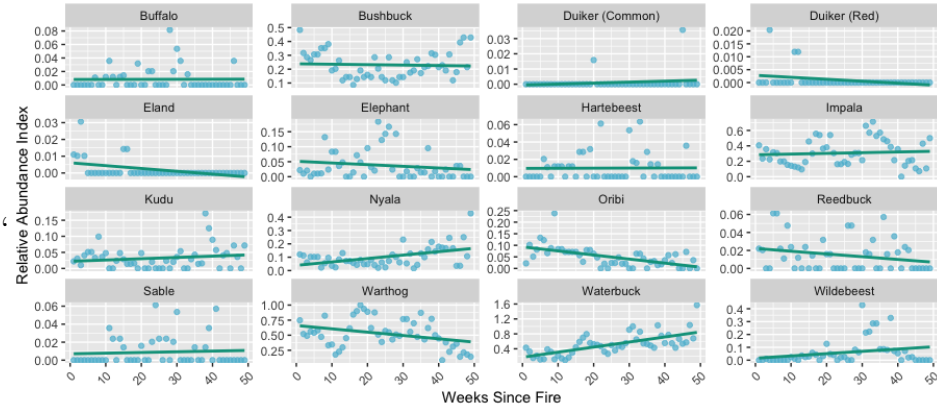 Buffalo Bushbuck Duiker (Common) Duiker (Red)
0.08 0.06 0.04 0.02 0.00
0.5 0.4 0.3 0.2 0.1
0.03 0.02 0.01 0.00
0.020 0.015 0.010 0.005 0.000
Eland Elephant Hartebeest Impala
0.03 0.02 0.01 0.00
0.15 0.10 0.05 0.00
0.06 0.04 0.02 0.00
0.6 0.4 0.2 0.0
Kudu Nyala Oribi Reedbuck
0.15 0.10 0.05 0.00
0.4 0.3 0.2 0.1 0.0
0.25 0.20 0.15 0.10 0.05 0.00
0.06 0.04 0.02 0.00
Sable Warthog Waterbuck Wildebeest
0.06 0.04 0.02 0.00
1.00 0.75 0.50 0.25
1.6 1.2 0.8 0.4
0.4 0.3 0.2 0.1 0.0
0 10 20 30 40 50 0 10 20 30 40 50 0 10 20 30 40 50 0 10 20 30 40 50
Relative Abundance Index
Weeks Since Fire